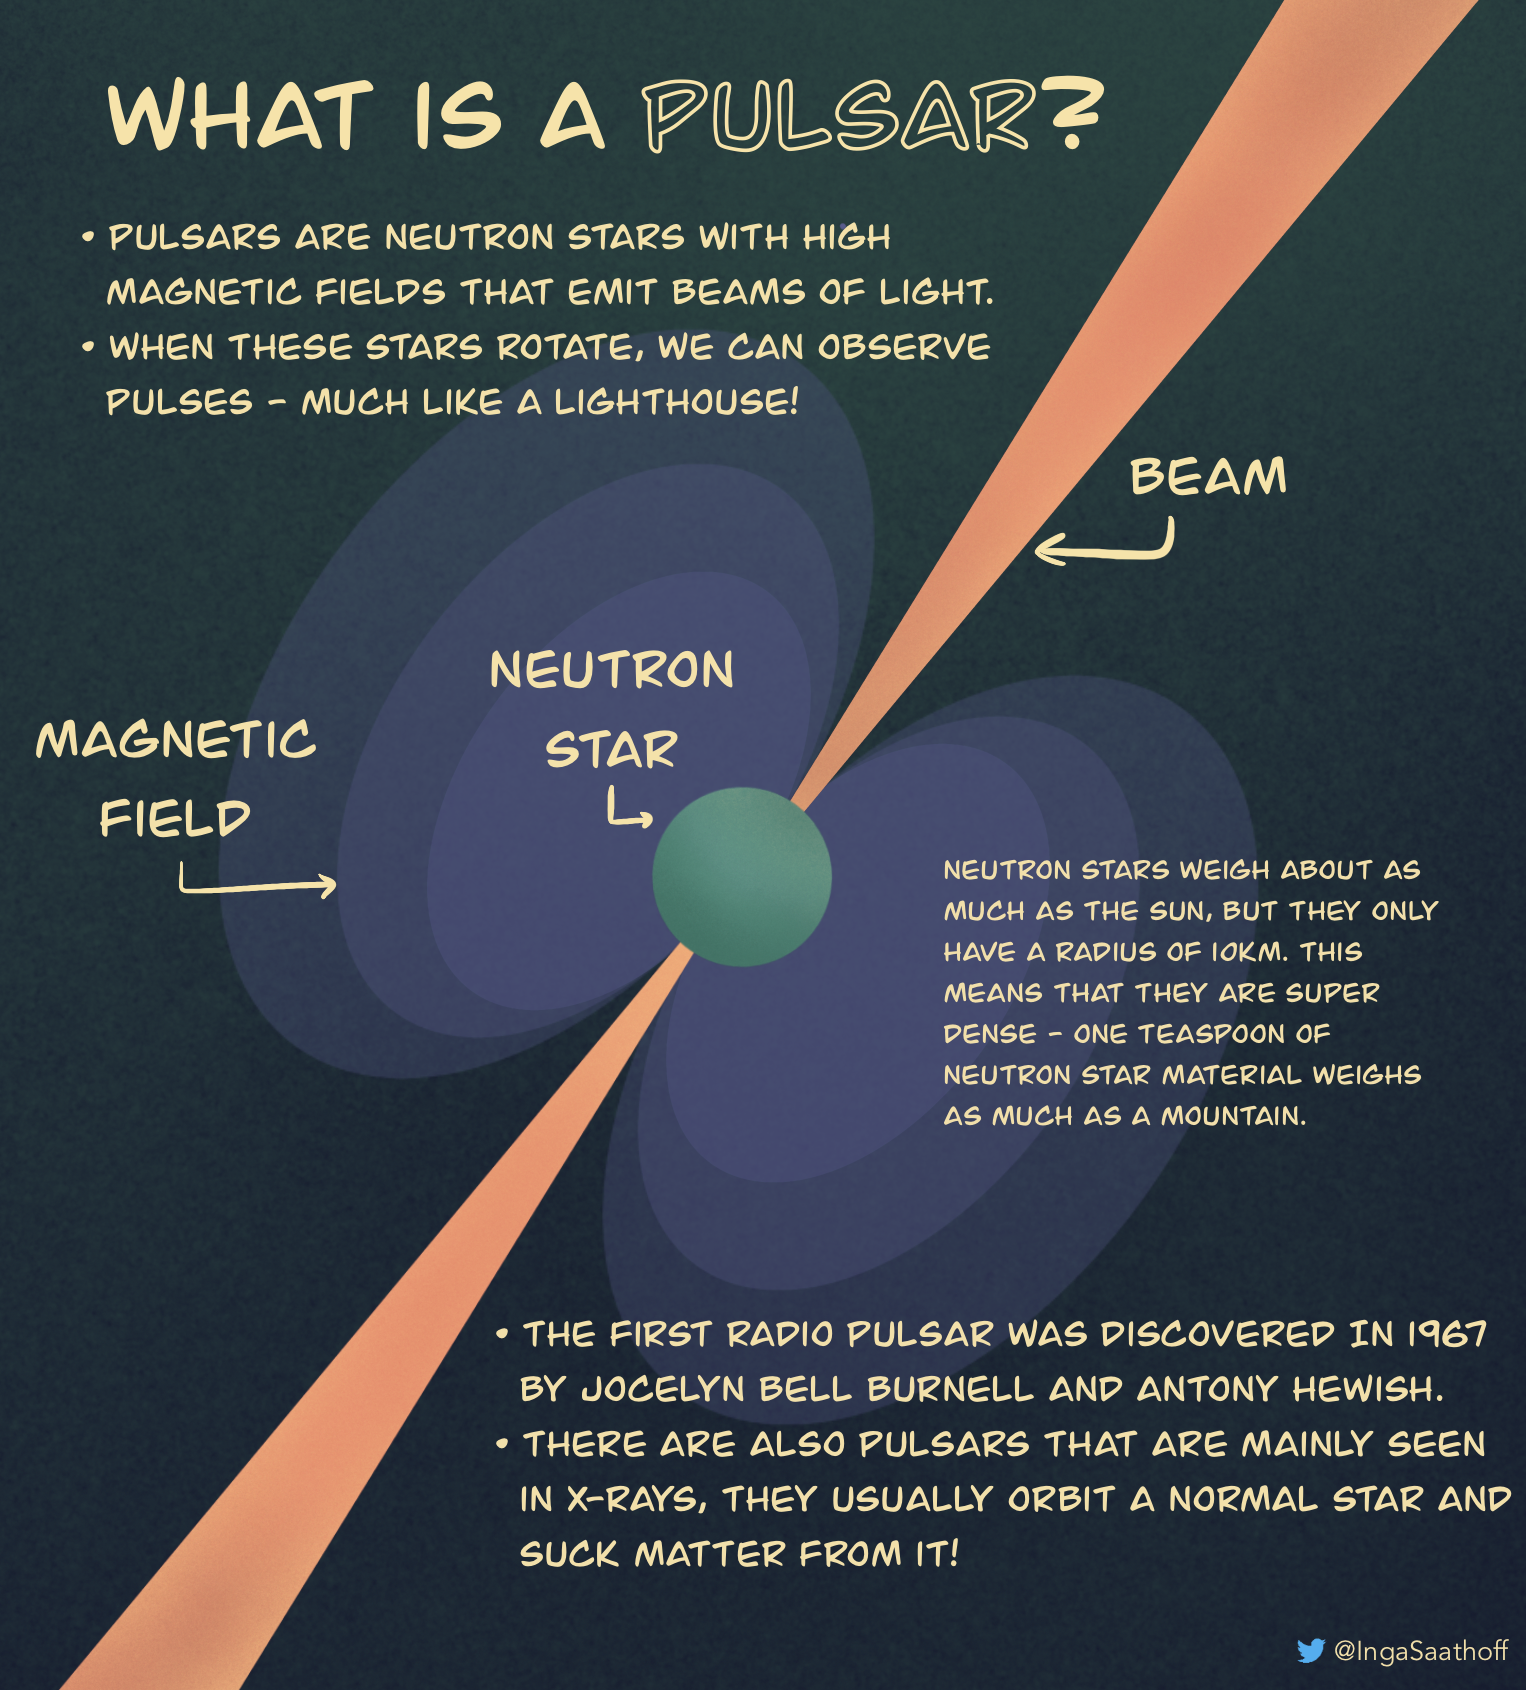 WHAT IS A PULSAR?
• PULSARS ARE NEUTRON STARS WITH HIGH
MAGNETIC FIELDS THAT EMIT BEAMS OF LIGHT.
• WHEN THESE STARS ROTATE, WE CAN OBSERVE
PULSES - MUCH LIKE A LIGHTHOUSE!
BEAM
NEUTRON
STAR
MAGNETIC
FIELD
NEUTRON STARS WEIGH ABOUT AS
MUCH AS THE SUN, BUT THEY ONLY
HAVE A RADIUS OF 10KM. THIS
MEANS THAT THEY ARE SUPER
DENSE - ONE TEASPOON OF
NEUTRON STAR MATERIAL WEIGHS
AS MUCH AS A MOUNTAIN.
• THE FIRST RADIO PULSAR WAS DISCOVERED IN 1967
BY JOCELYN BELL BURNELL AND ANTONY HEWISH.
• THERE ARE ALSO PULSARS THAT ARE MAINLY SEEN
IN X-RAYS, THEY USUALLY ORBIT A NORMAL STAR AND
SUCK MATTER FROM IT!
@IngaSaathoff